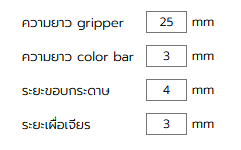 ความยาว gripper 25 mm
ความยาว color bar 3 mm
ระยะขอบกระดาษ 4 mm
ระยะเผื่อเจียร 3 mm